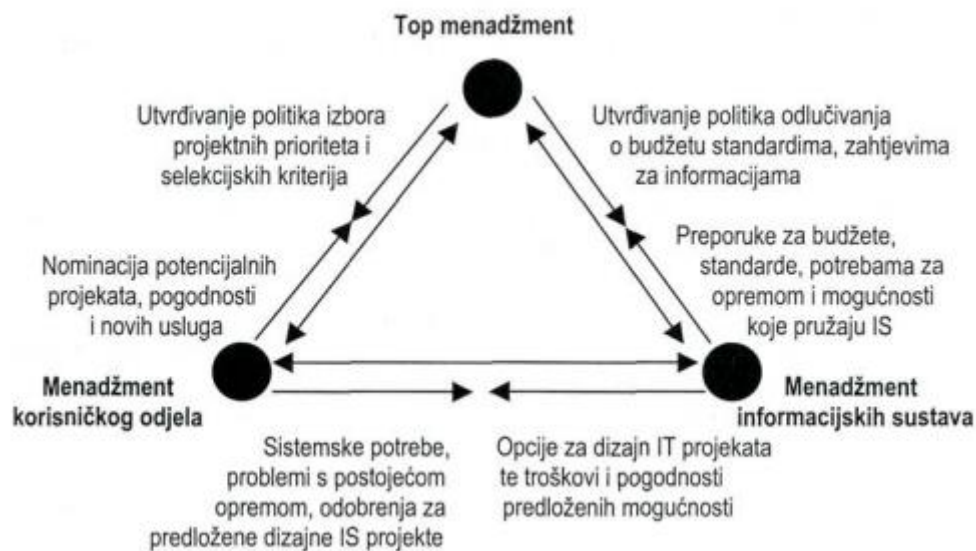 Top menadžment
Utvrđivanje politika izbora
projektnih prioriteta i
selekcijskih kriterija
Utvrđivanje politika odlučivanja
o budžetu standardima, zahtjevima
za informacijama
Nominacija potencijalnih
projekata, pogodnosti
i novih usluga
Preporuke za budžete,
standarde, potrebama za
opremom i mogućnosti
koje pružaju IS
Menadžment
korisničkog odjela
Menadžment
informacijskih sustava
Sistemske potrebe,
problemi s postojećom
opremom, odobrenja za
predložene dizajne IS projekte
Opcije za dizajn IT projekata
te troškovi i pogodnosti
predloženih mogućnosti